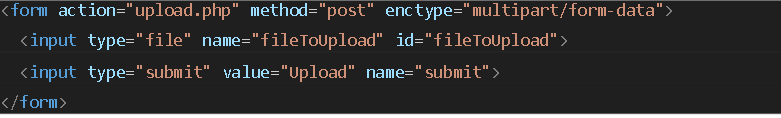 <form action="upload.php" method="post" enctype="multipart/form-data">
<input type="file" name="fileToUpload" id="fileToUpload">
<input type="submit" value="Upload" name="submit">
</form>